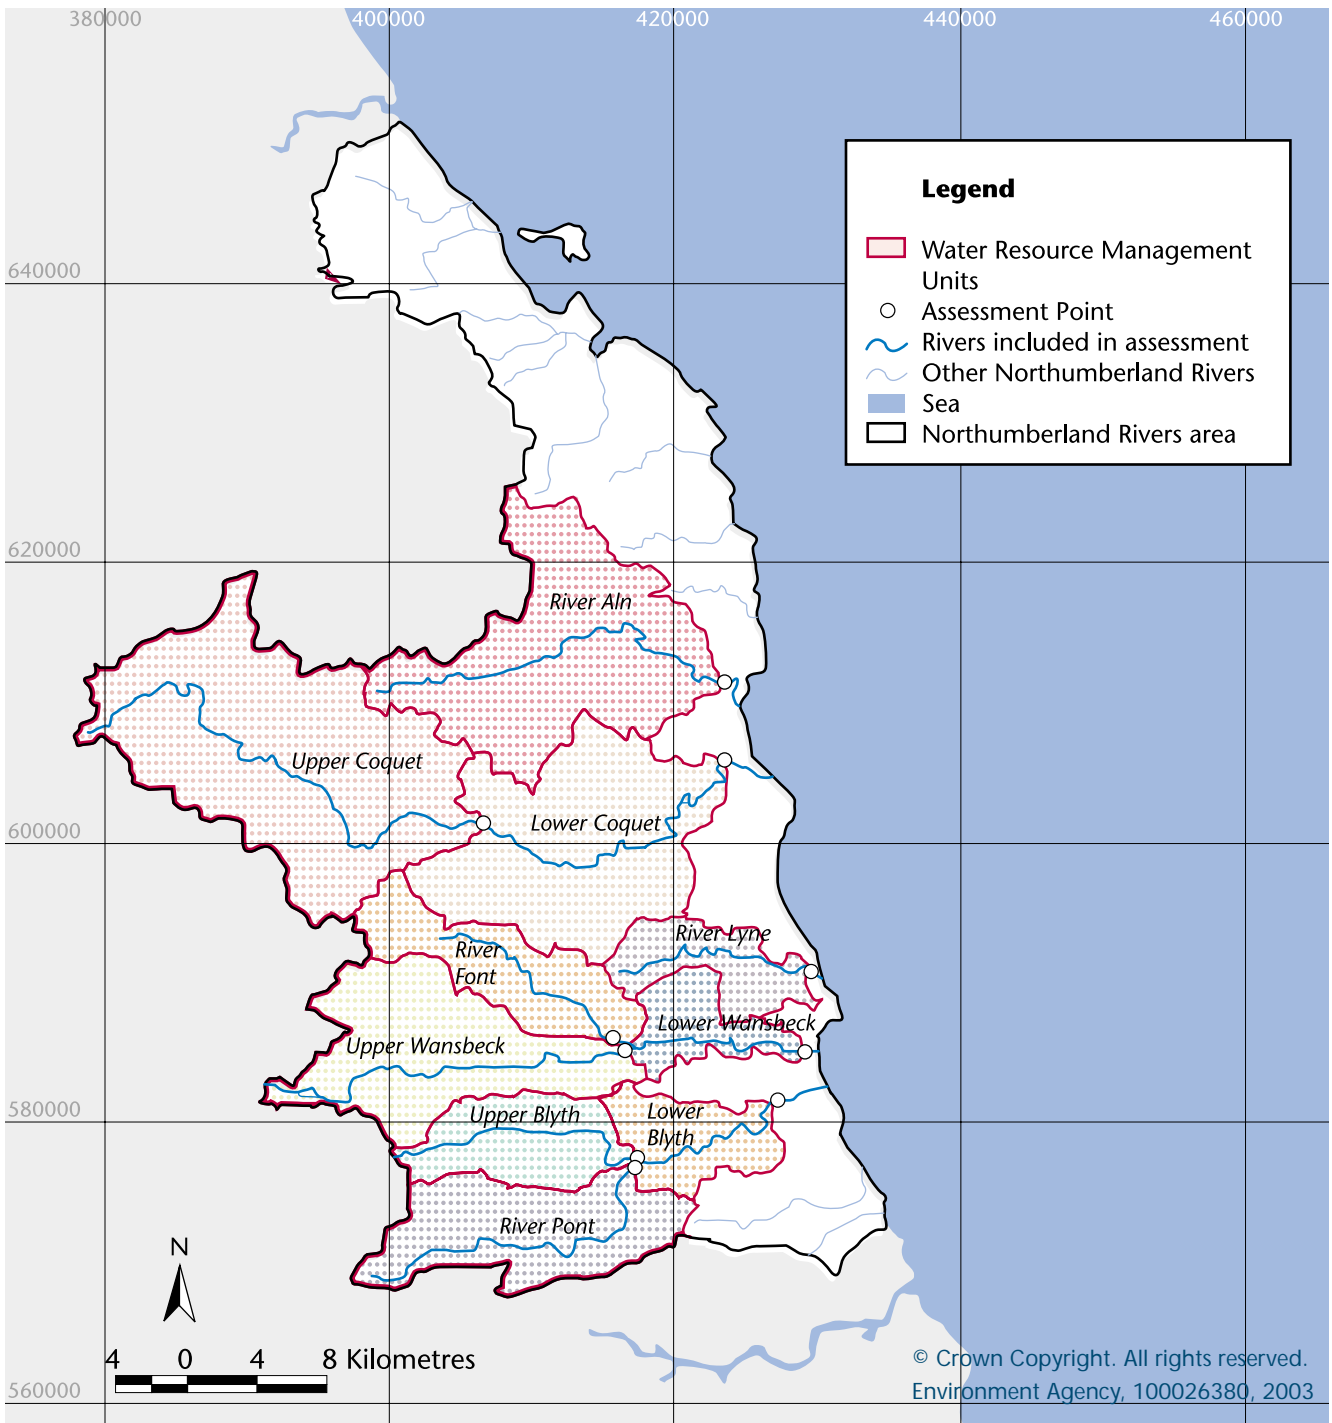 380000
400000
420000
440000
460000
Legend
Water Resource Management
Units
Assessment Point
Rivers included in assessment
Other Northumberland Rivers
Sea
Northumberland Rivers area
640000
620000
River Aln
Upper Coquet
Lower Coquet
600000
River Lyne
River
Font
Lower Wansbeck
Upper Wansbeck
580000
Upper Blyth
Lower
Blyth
River Pont
N
4 0 4 8 Kilometres
560000
© Crown Copyright. All rights reserved.
Environment Agency, 100026380, 2003